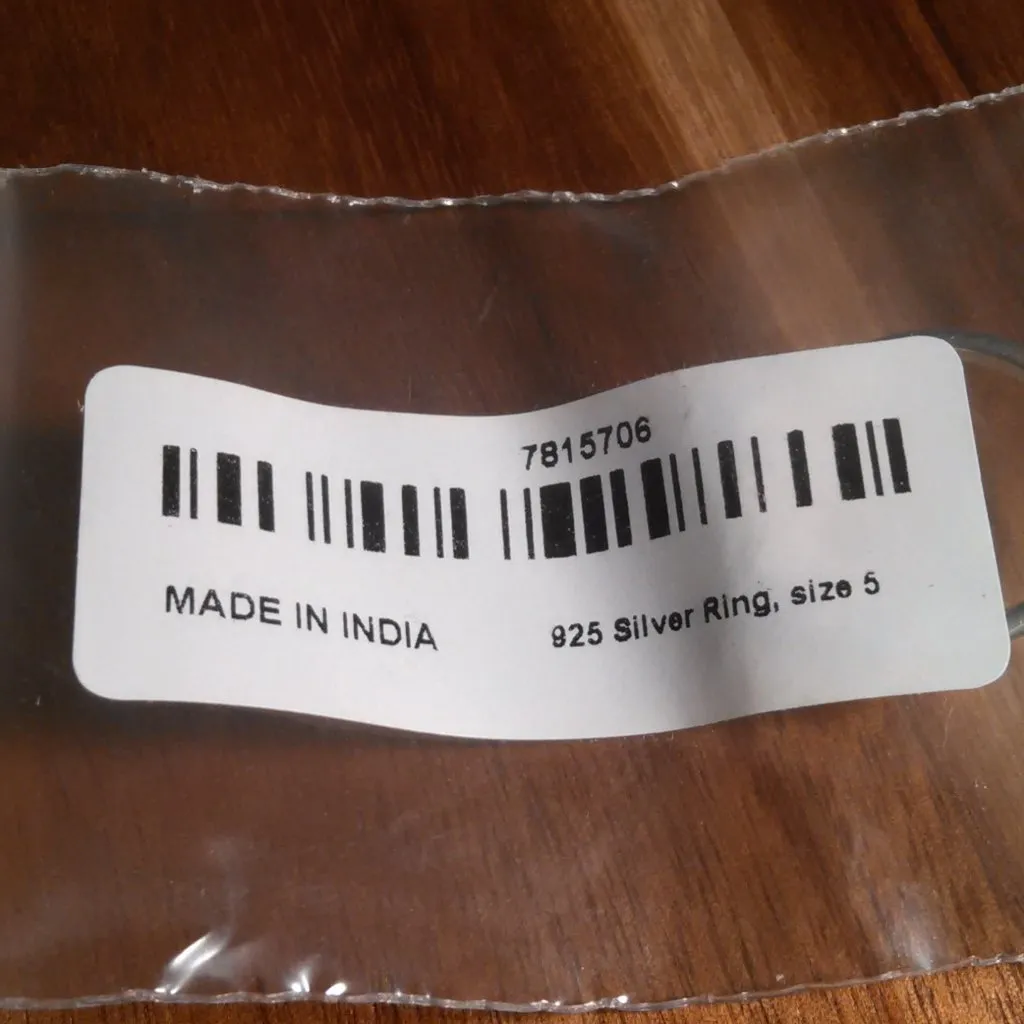 7815706
MADE IN INDIA
925 Silver Ring, size 5